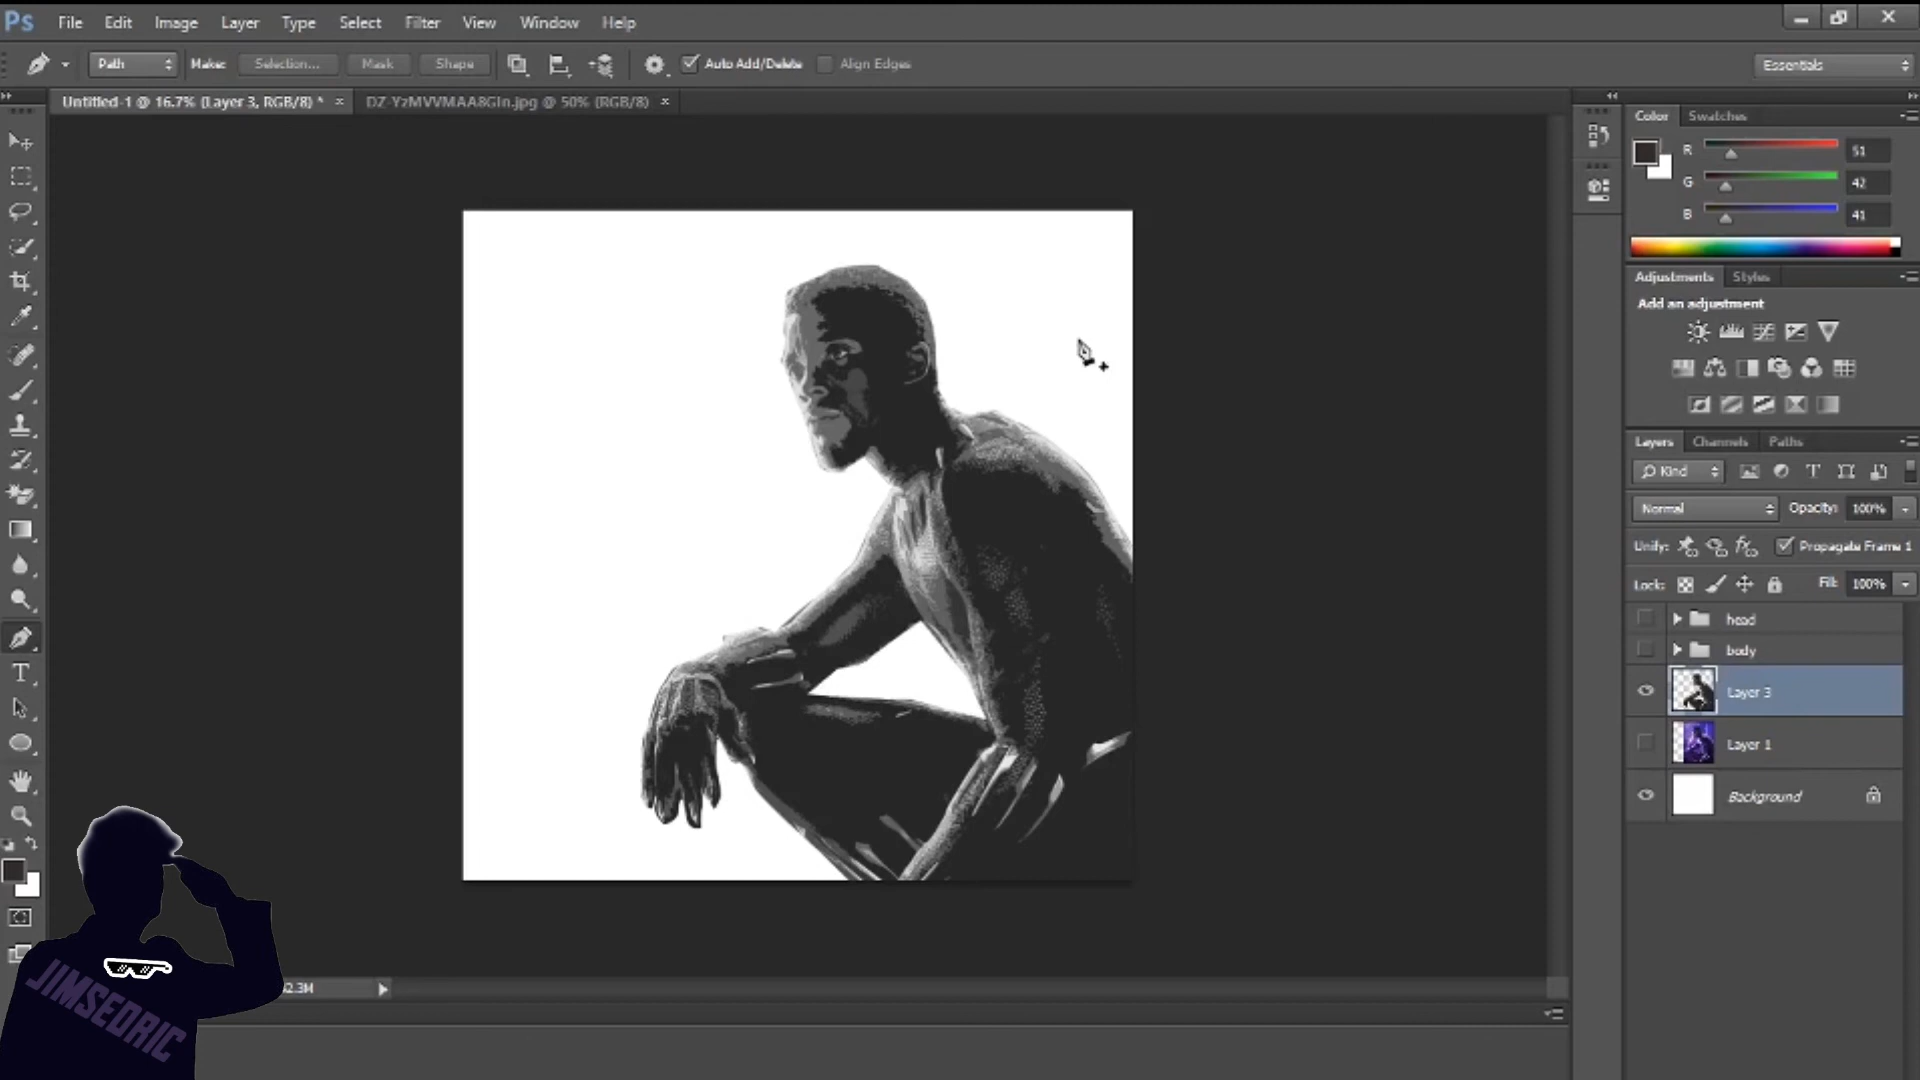 Ps File Edit Image Layer Type Select Filter View Window Help
Path Make: Selection... Mask Shape Auto Add/Delete Align Edges Essentials
Untitled-1 @ 16.7% (Layer 3, RGB/8) * × DZ-YzMVVMAA8GIn.jpg @ 50% (RGB/8) ×
Color Swatches
R 51
G 42
B 41
Adjustments Styles
Add an adjustment
Layers Channels Paths
Kind
Normal Opacity: 100%
Unify: Propagate Frame 1
Lock: Fill: 100%
head
body
Layer 3
Layer 1
Background
2.3M
JIMSEDRIC